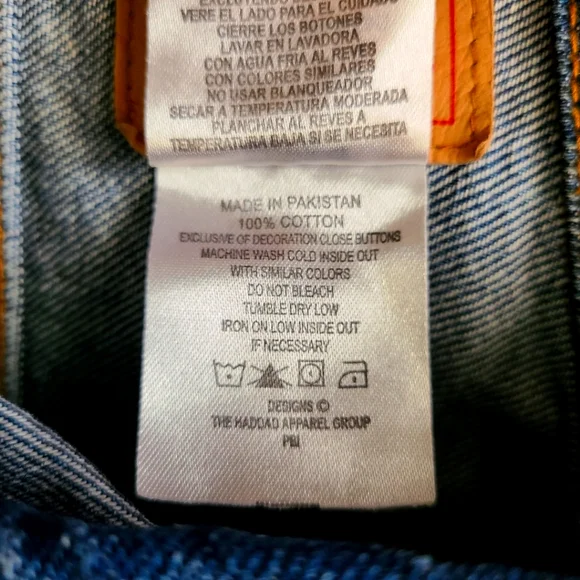 EXCLUYENDO
VERE EL LADO PARA EL CUIDADO
CIERRE LOS BOTONES
LAVAR EN LAVADORA
CON AGUA FRIA AL REVES
CON COLORES SIMILARES
NO USAR BLANQUEADOR
SECAR A TEMPERATURA MODERADA
PLANCHAR AL REVES A
TEMPERATURA BAJA SI SE NECESITA
MADE IN PAKISTAN
100% COTTON
EXCLUSIVE OF DECORATION CLOSE BUTTONS
MACHINE WASH COLD INSIDE OUT
WITH SIMILAR COLORS
DO NOT BLEACH
TUMBLE DRY LOW
IRON ON LOW INSIDE OUT
IF NECESSARY
DESIGNS ©
THE HADDAD APPAREL GROUP